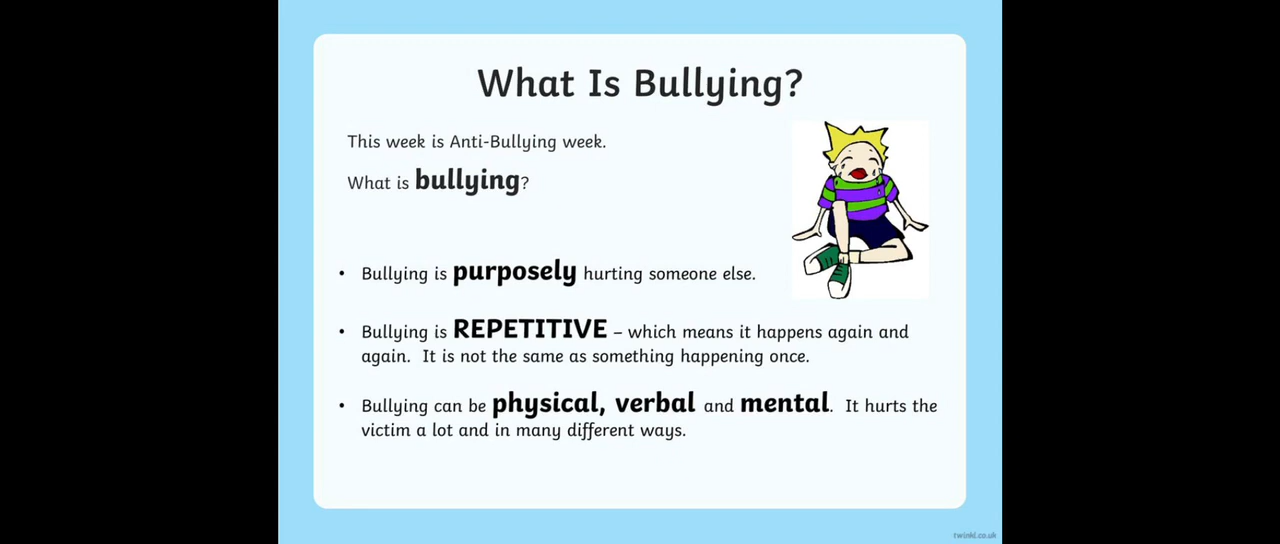 What Is Bullying?
This week is Anti-Bullying week.
What is bullying?
• Bullying is purposely hurting someone else.
• Bullying is REPETITIVE – which means it happens again and
again. It is not the same as something happening once.
• Bullying can be physical, verbal and mental. It hurts the
victim a lot and in many different ways.
twinkl.co.uk